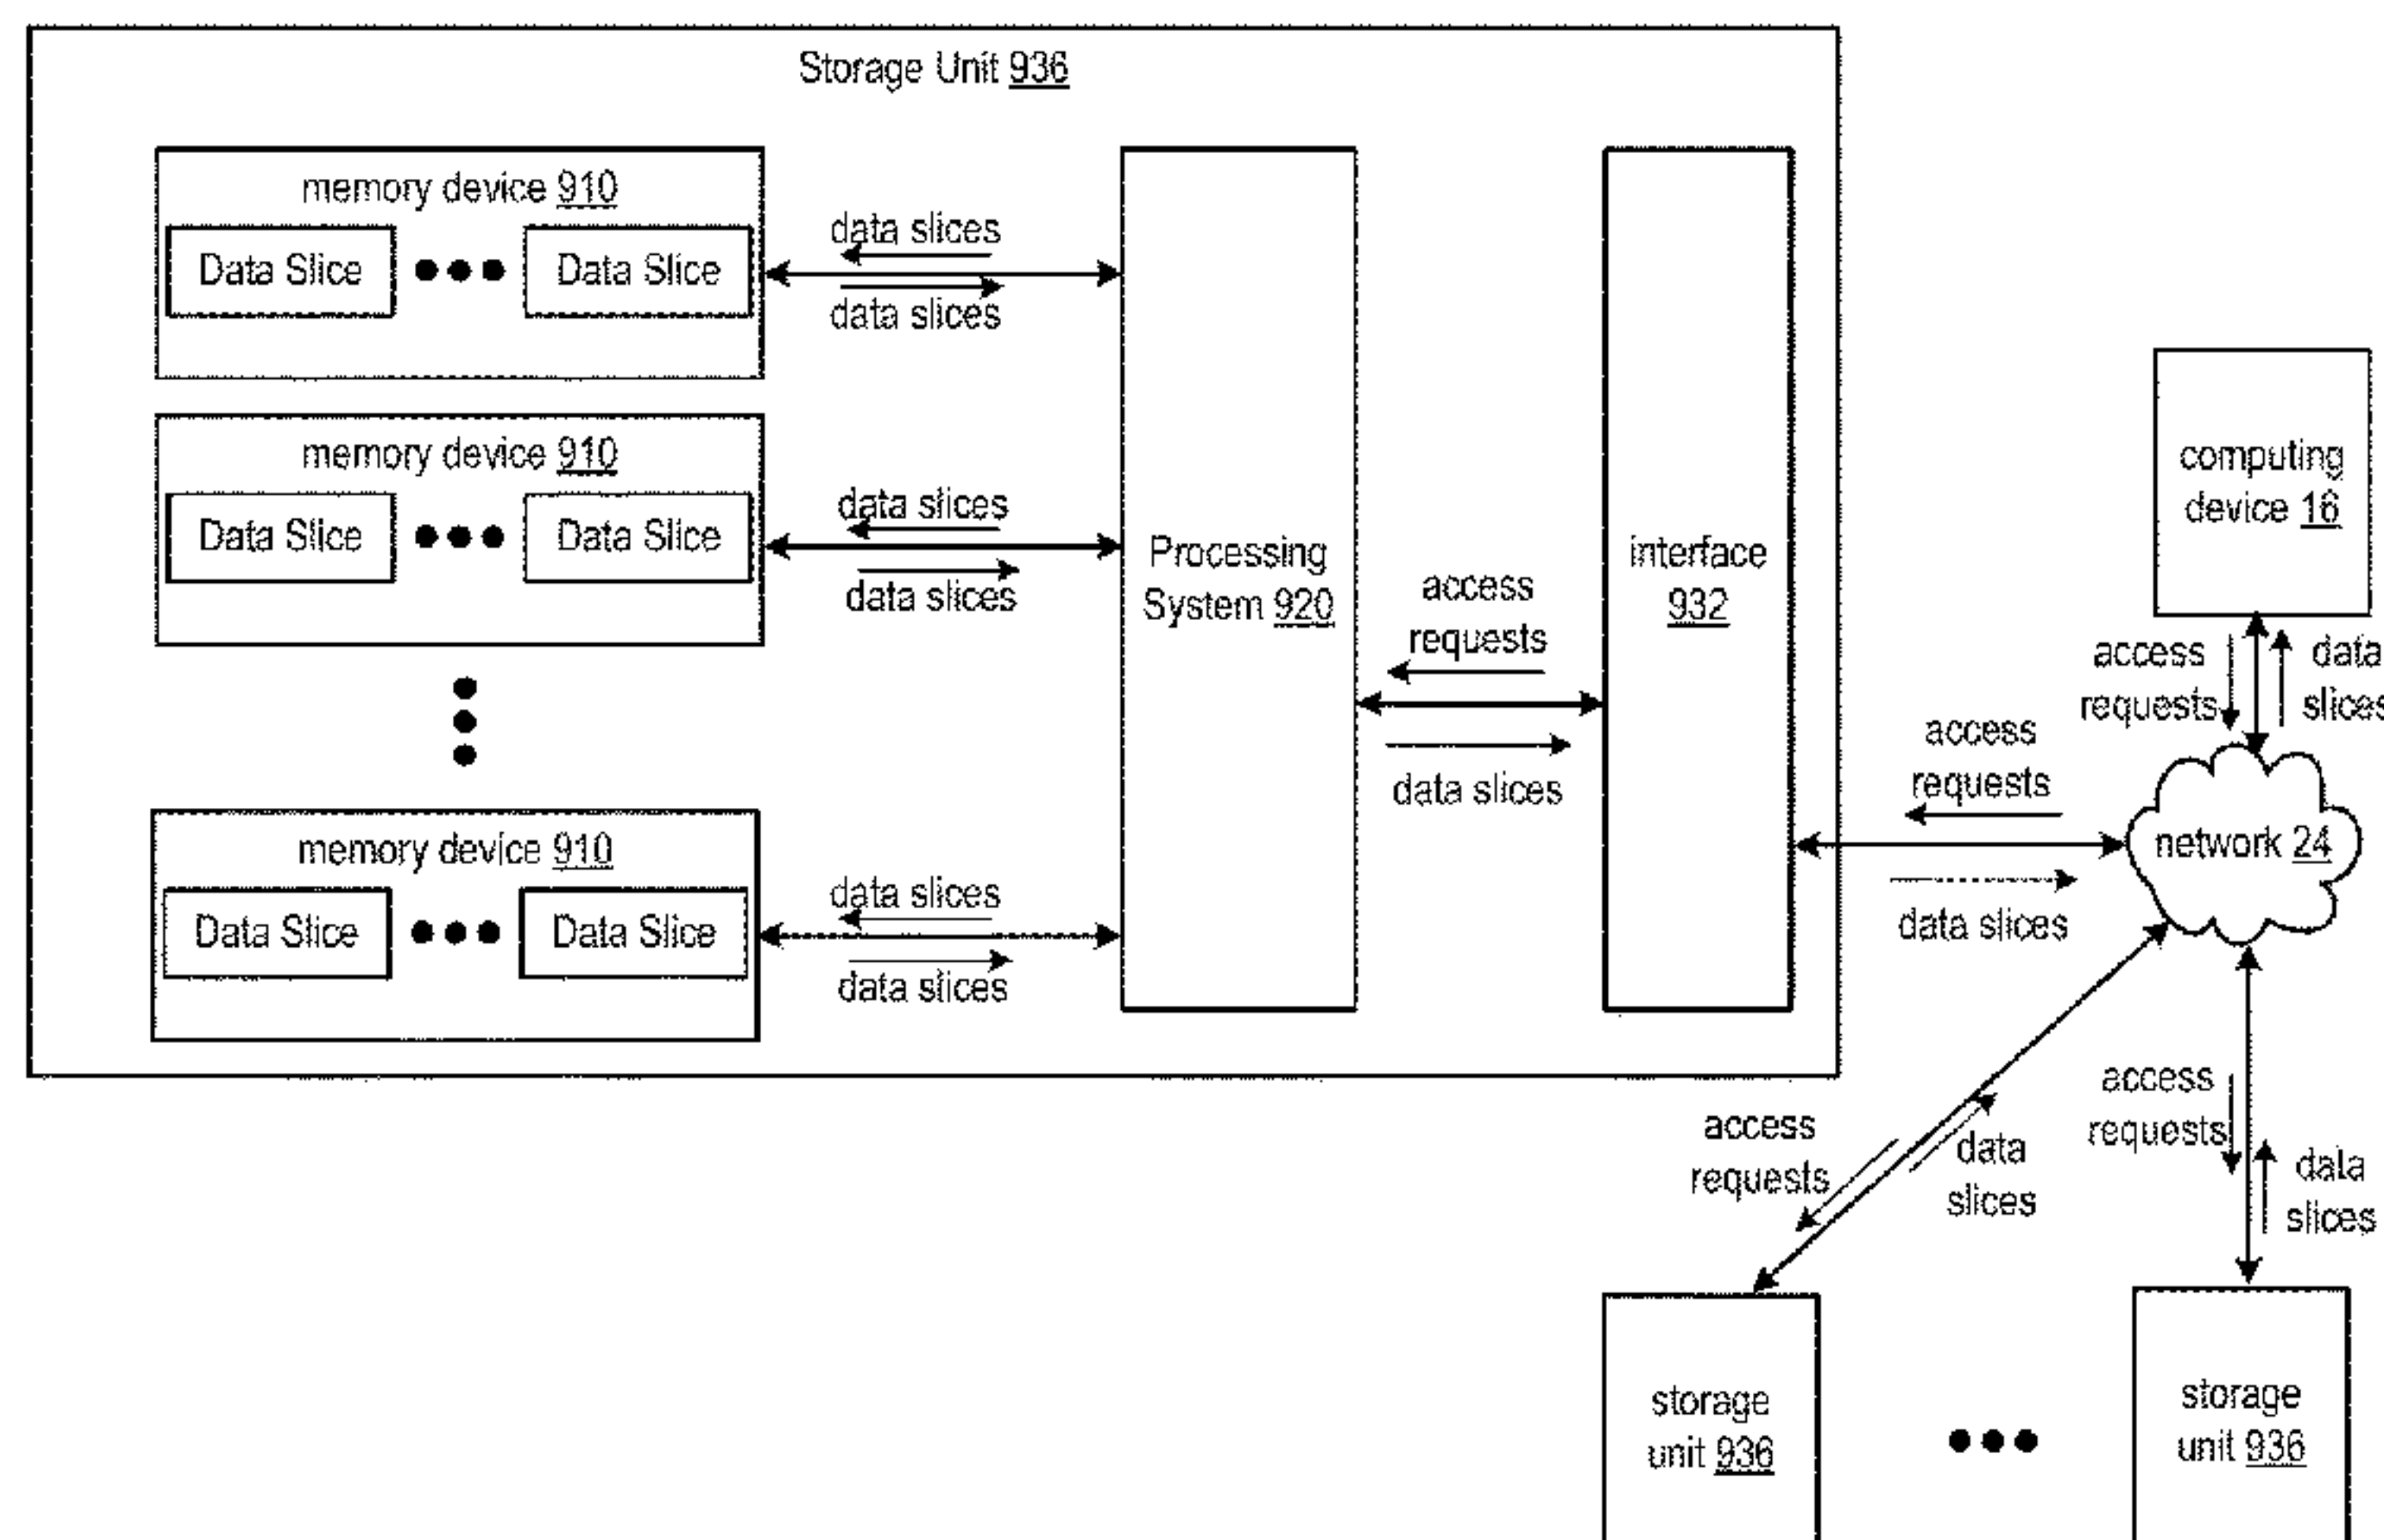 Storage Unit 936
memory device 910
Data Slice
Data Slice
data slices
data slices
memory device 910
Data Slice
Data Slice
data slices
data slices
memory device 910
Data Slice
Data Slice
data slices
data slices
Processing
System 920
access
requests
data slices
interface
932
access
requests
data slices
computing
device 16
access
requests
data
slices
network 24
access
requests
data
slices
access
requests
data
slices
storage
unit 936
storage
unit 936